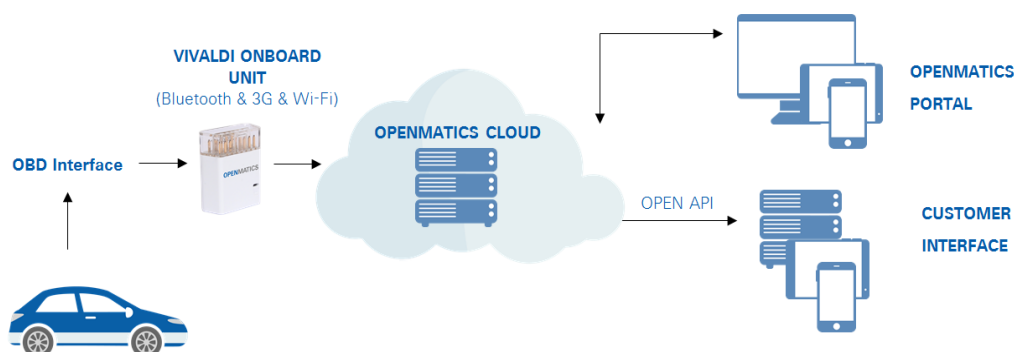 VIVALDI ONBOARD
UNIT
(Bluetooth & 3G & Wi-Fi)
OBD Interface
OPENMATICS
OPENMATICS CLOUD
OPENMATICS
PORTAL
OPEN API
CUSTOMER
INTERFACE